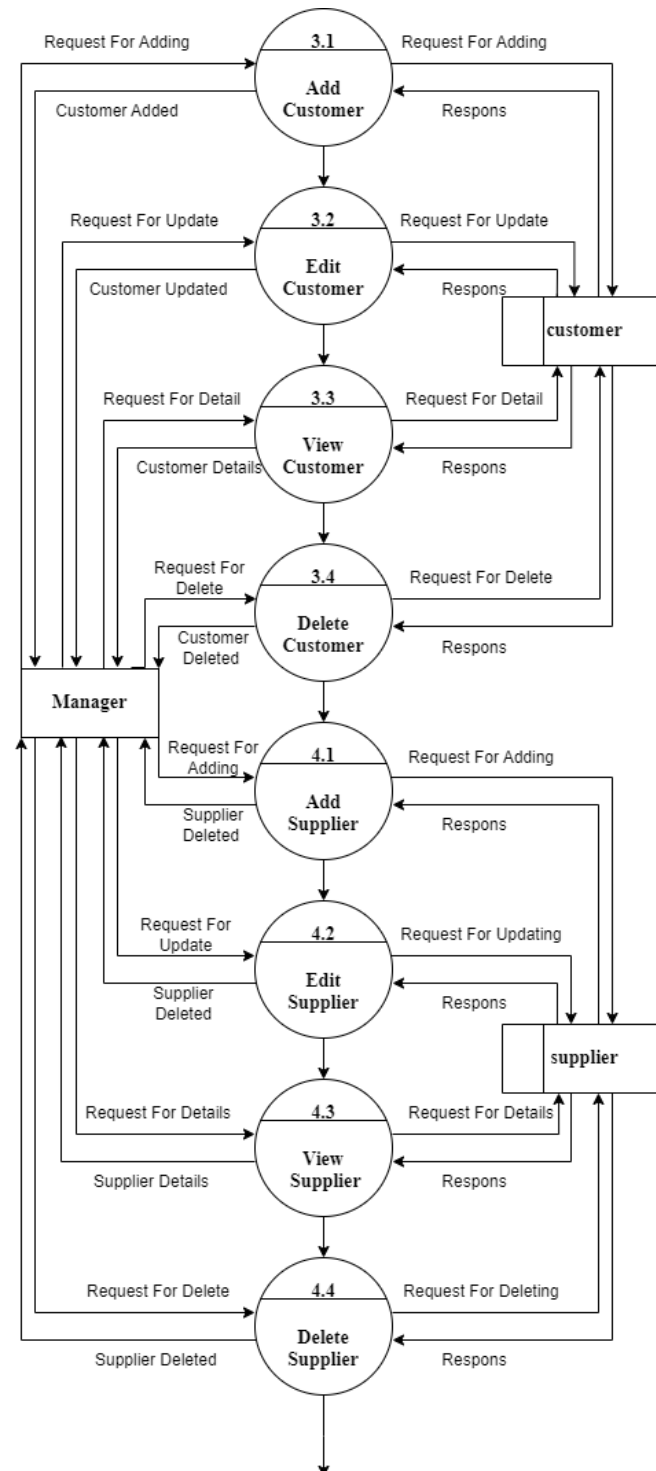 3.1
Request For Adding
Request For Adding
Add
Customer
Customer Added
Respons
3.2
Request For Update
Request For Update
Edit
Customer
Customer Updated
Respons
customer
3.3
Request For Detail
Request For Detail
View
Customer
Customer Details
Respons
3.4
Request For
Delete
Request For Delete
Delete
Customer
Customer
Deleted
Respons
Manager
4.1
Request For
Adding
Request For Adding
Add
Supplier
Supplier
Deleted
Respons
4.2
Request For
Update
Request For Updating
Edit
Supplier
Supplier
Deleted
Respons
supplier
4.3
Request For Details
Request For Details
View
Supplier
Supplier Details
Respons
4.4
Request For Delete
Request For Deleting
Delete
Supplier
Supplier Deleted
Respons